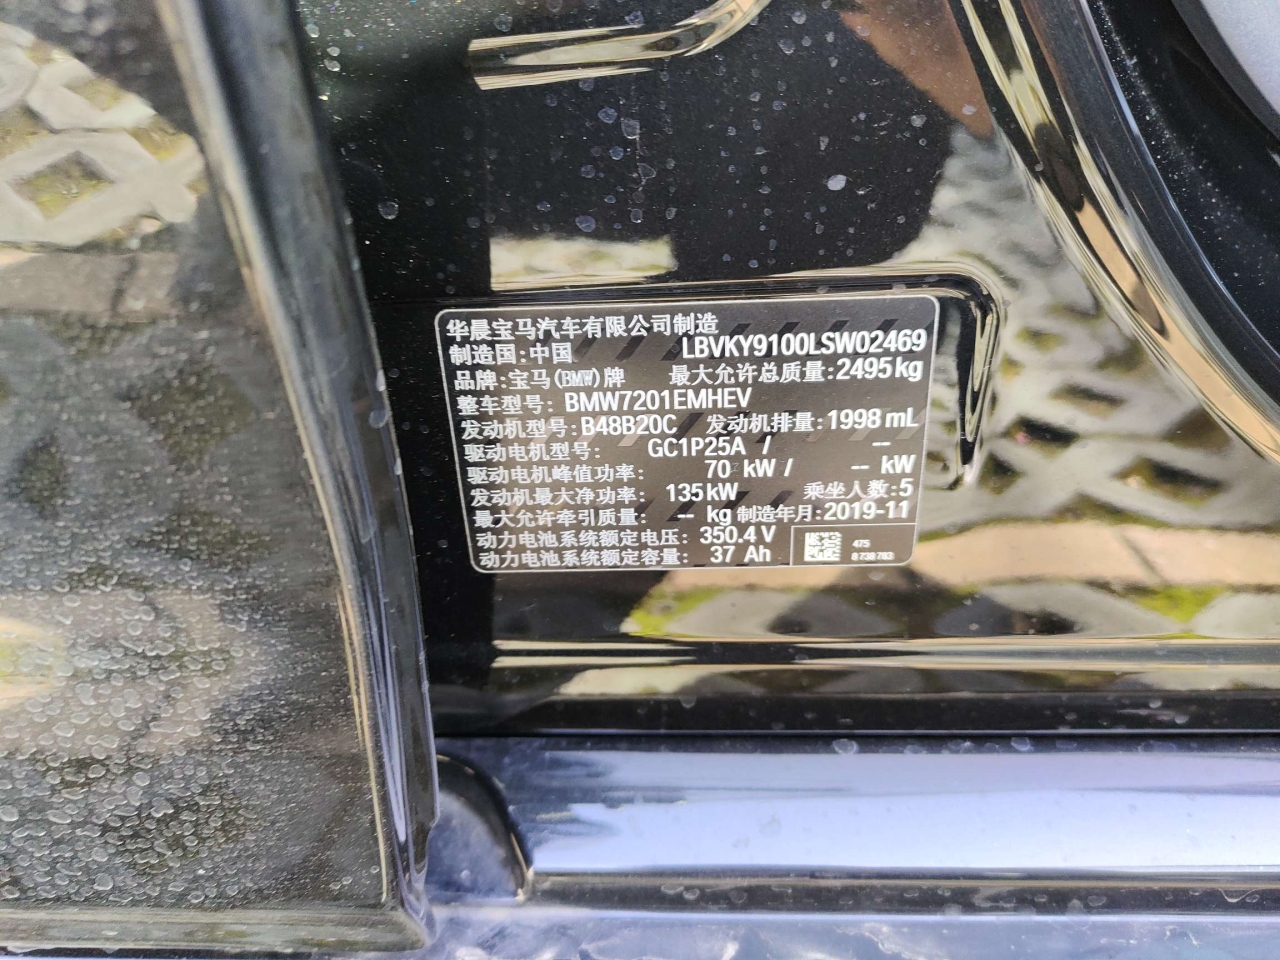 华晨宝马汽车有限公司制造
制造国:中国 LBVKY9100LSW02469
品牌:宝马(BMW)牌 最大允许总质量:2495kg
整车型号: BMW7201EMHEV
发动机型号: B48B20C 发动机排量:1998 mL
驱动电机型号: GC1P25A / --
驱动电机峰值功率: 70 kW / -- kW
发动机最大净功率: 135kW 乘坐人数:5
最大允许牵引质量: -- kg 制造年月:2019-11
动力电池系统额定电压: 350.4 V
动力电池系统额定容量: 37 Ah
475
8738783